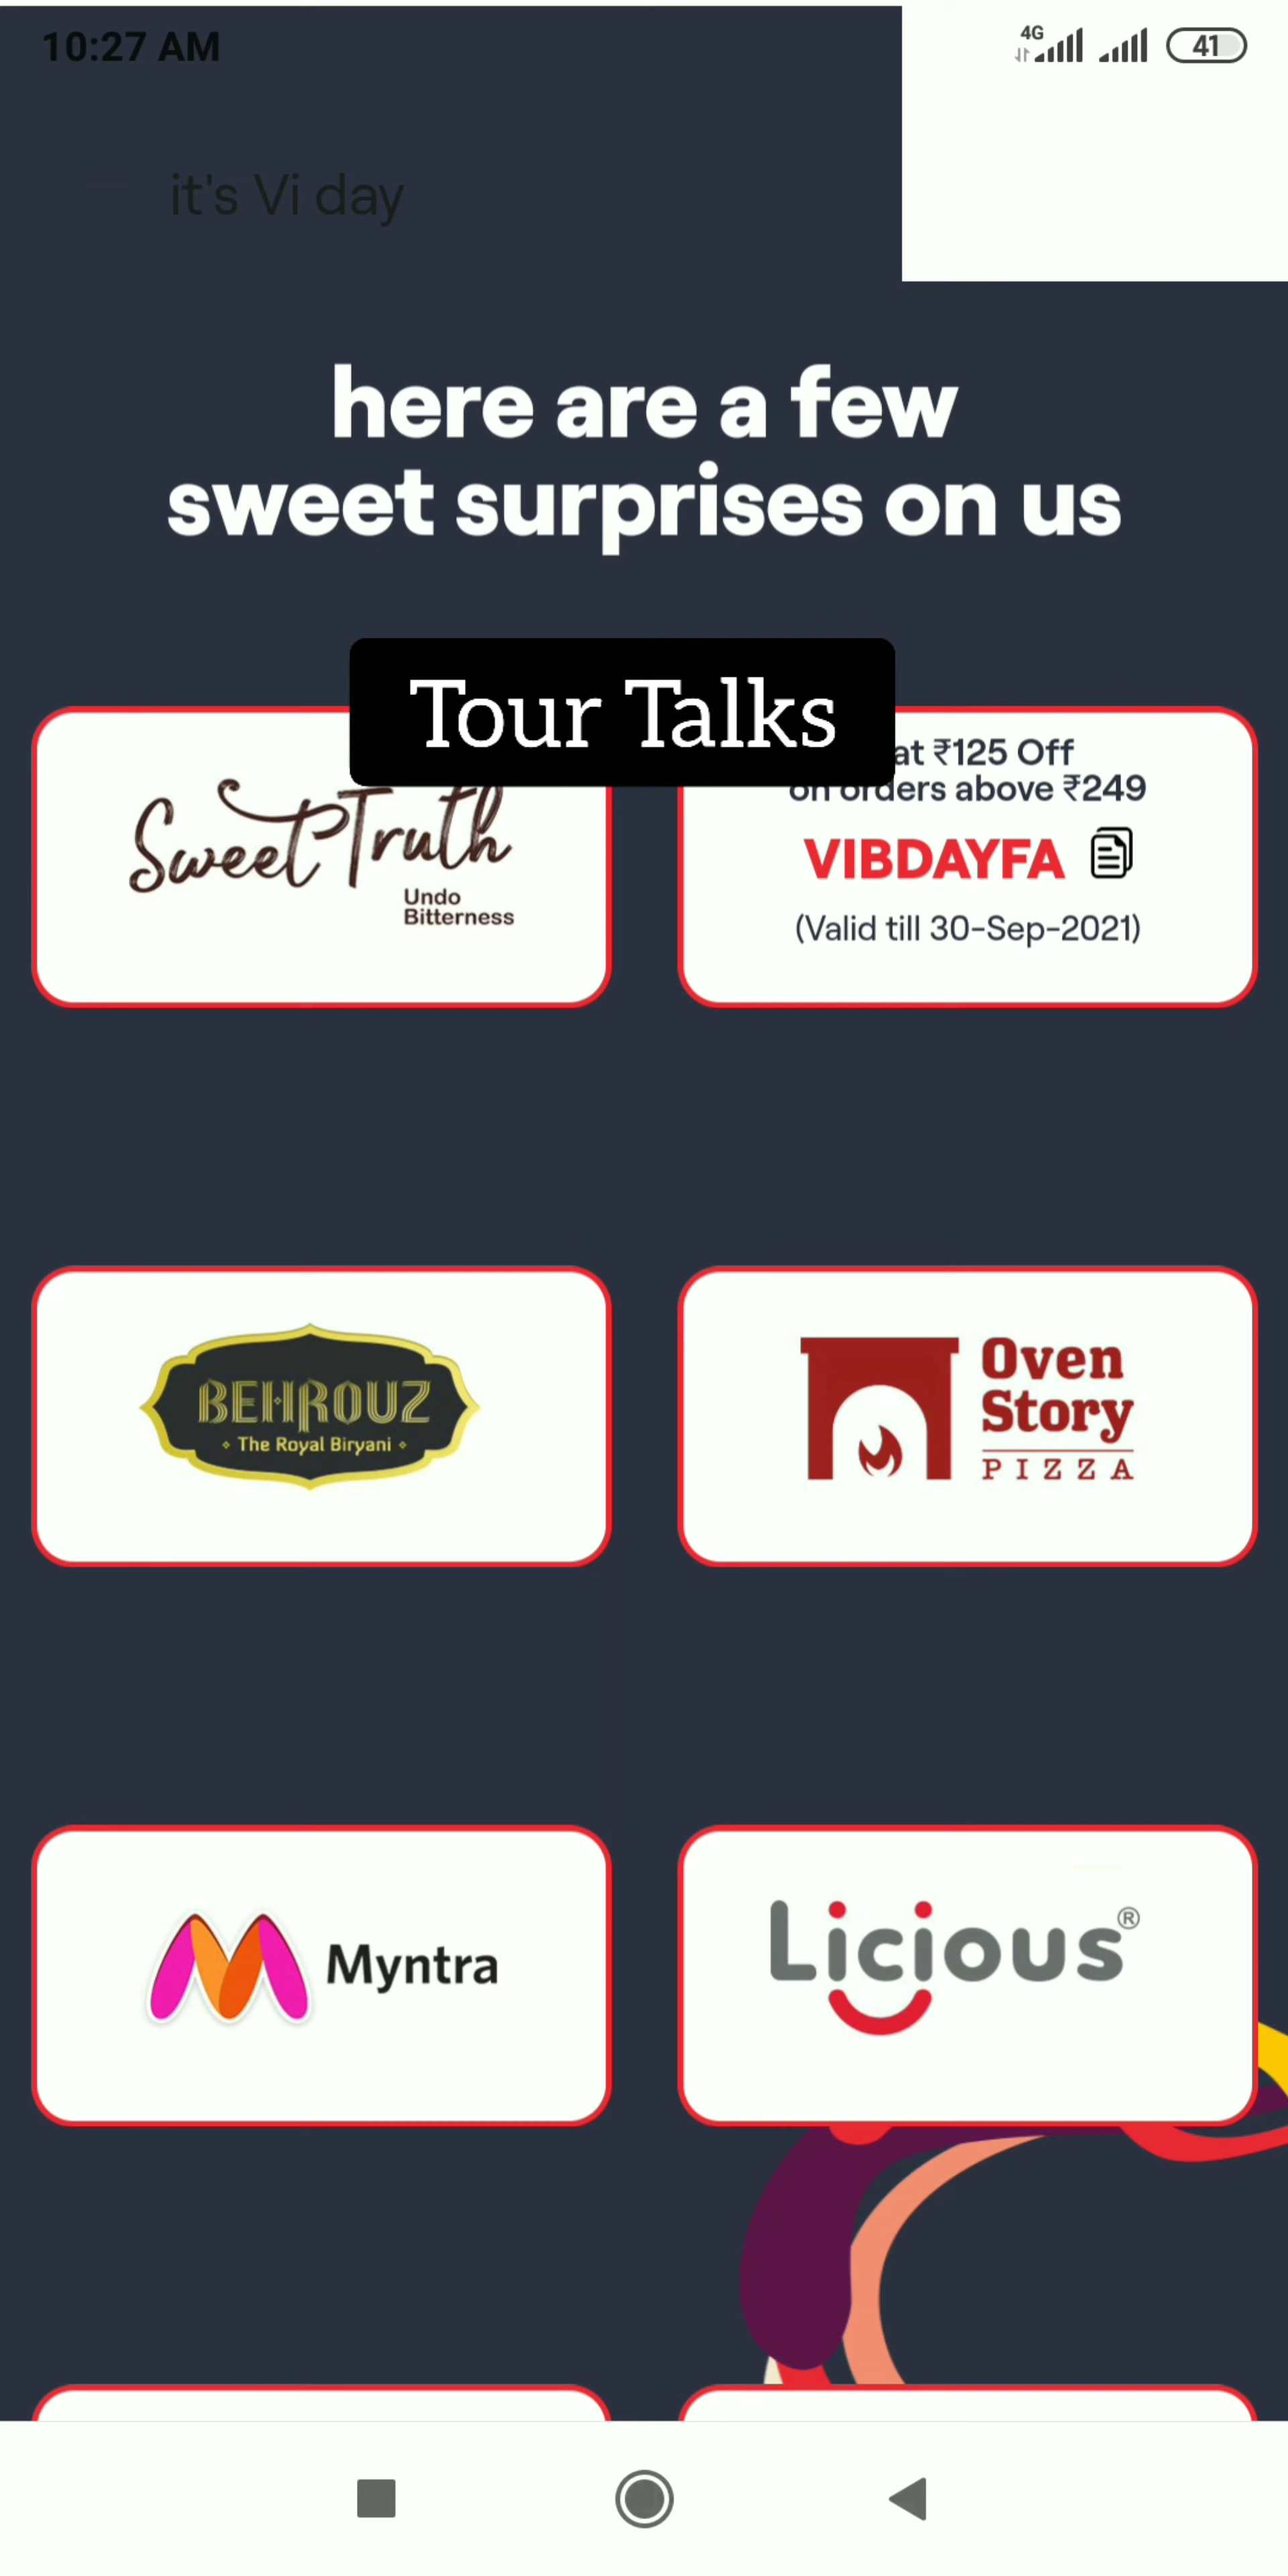 10:27 AM
4G
41
it's Vi day
here are a few
sweet surprises on us
Tour Talks
at ₹125 Off
on orders above ₹249
VIBDAYFA
(Valid till 30-Sep-2021)
Sweet Truth
Undo
Bitterness
BEHROUZ
The Royal Biryani
Oven
Story
PIZZA
Myntra
Licious®